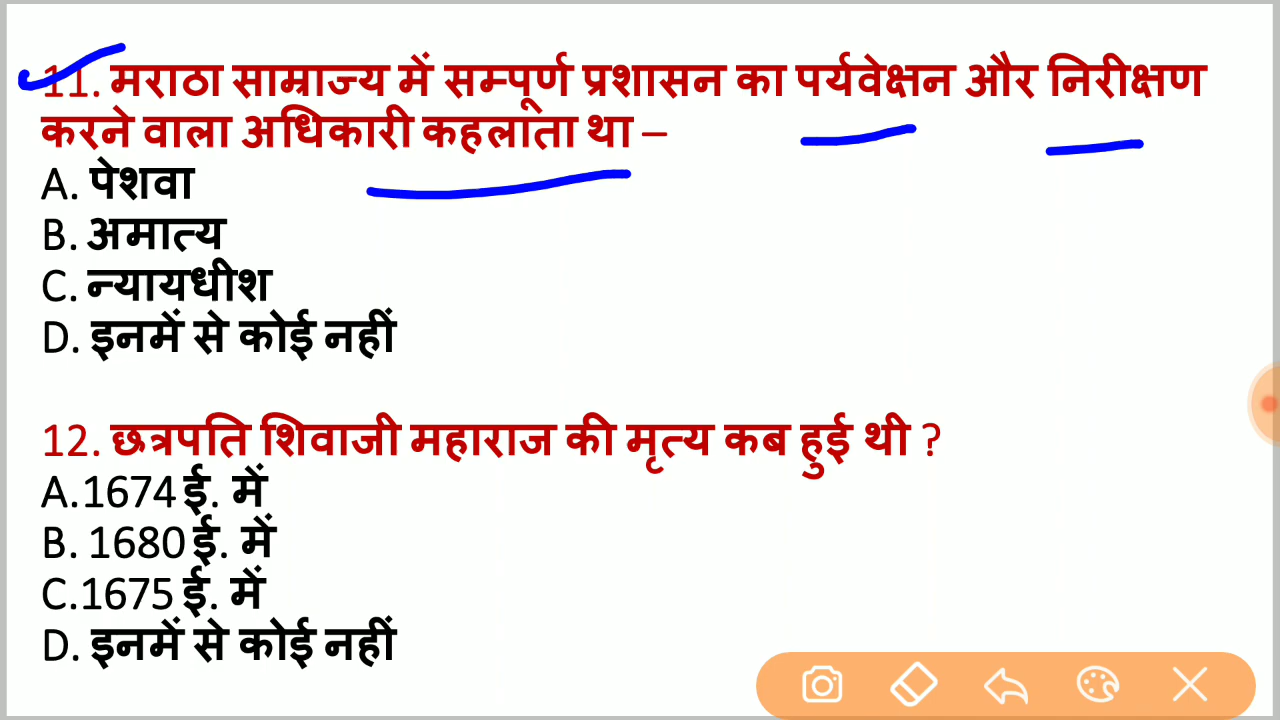 11. मराठा साम्राज्य में सम्पूर्ण प्रशासन का पर्यवेक्षन और निरीक्षण
करने वाला अधिकारी कहलाता था –
A. पेशवा
B. अमात्य
C. न्यायधीश
D. इनमें से कोई नहीं
12. छत्रपति शिवाजी महाराज की मृत्य कब हुई थी ?
A.1674 ई. में
B. 1680 ई. में
C.1675 ई. में
D. इनमें से कोई नहीं